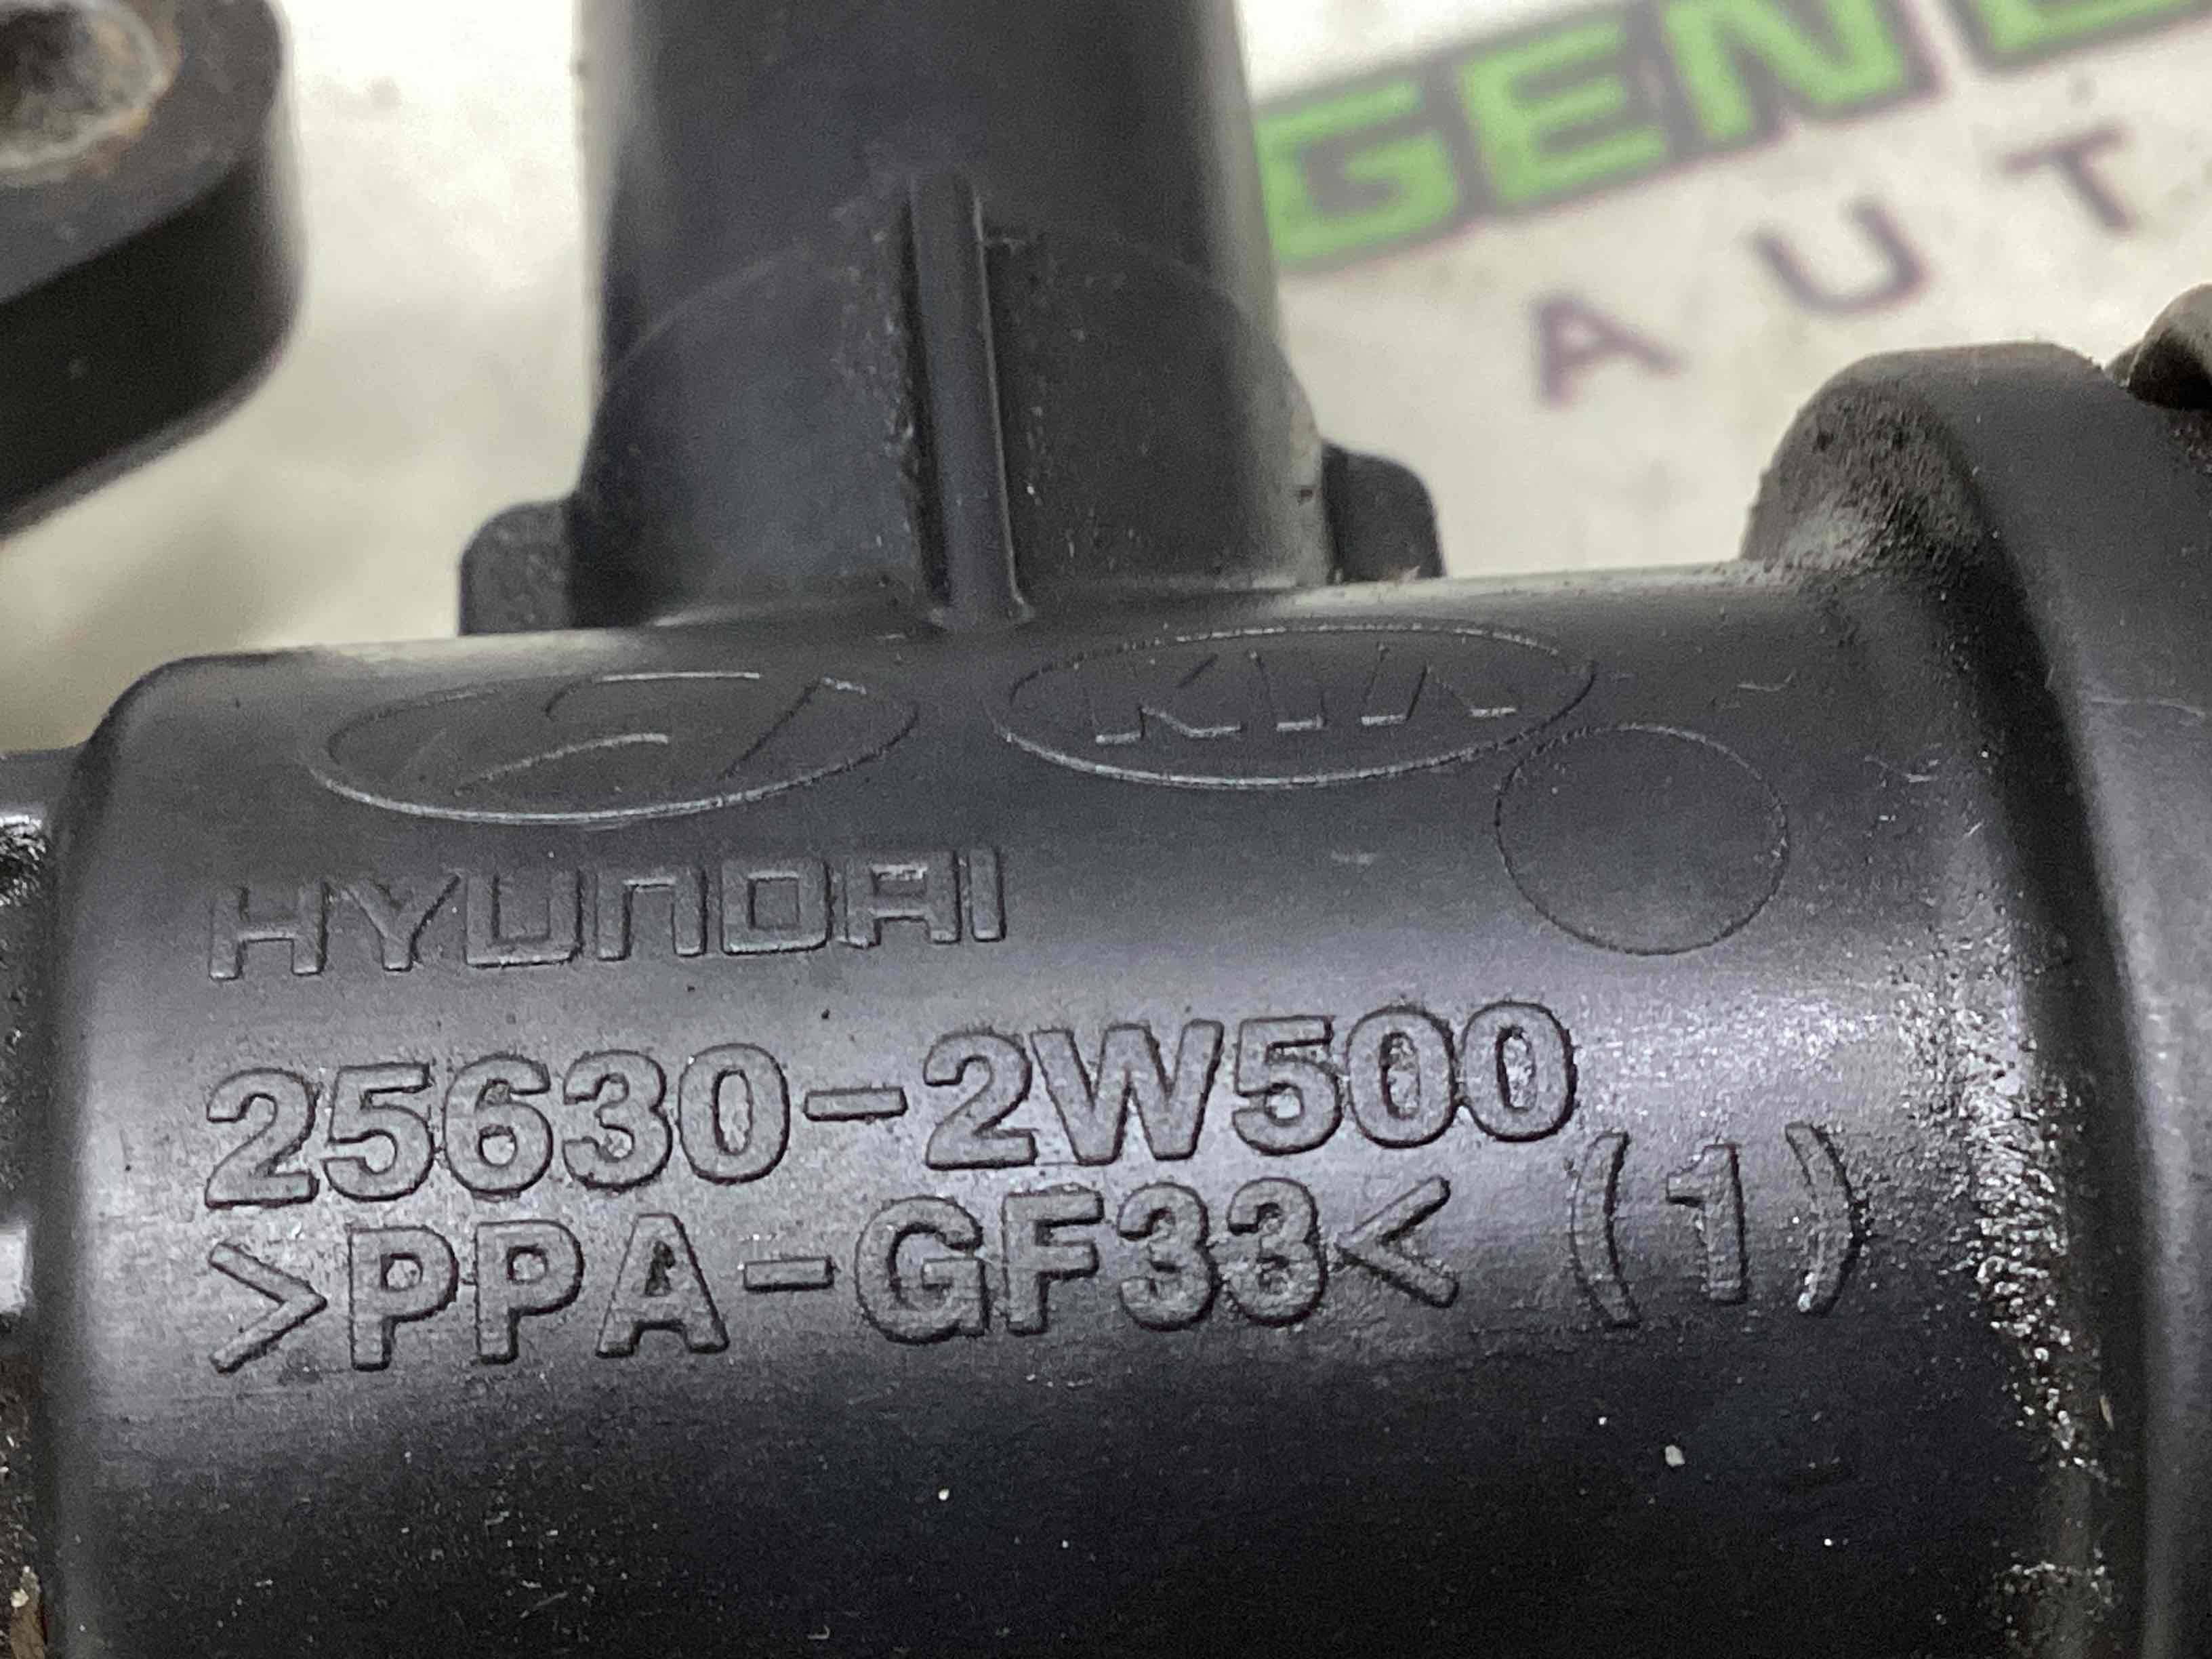 GEN
AUT
KIA
HYUNDAI
25630-2W500
>PPA-GF33< (1)